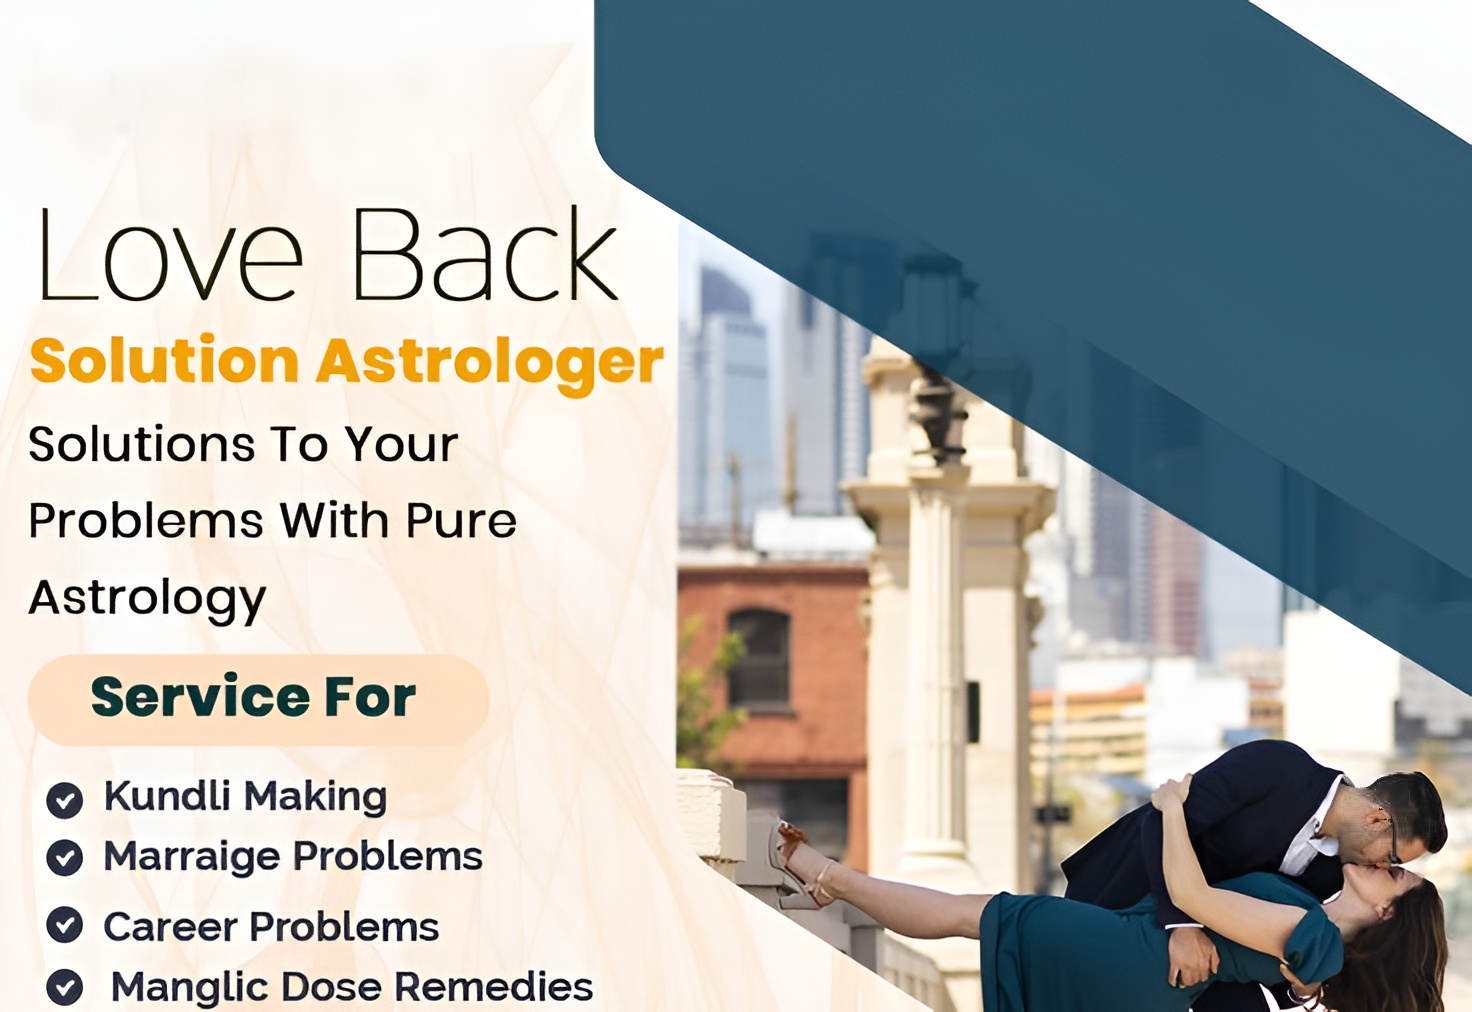 Love Back
Solution Astrologer
Solutions To Your
Problems With Pure
Astrology
Service For
Kundli Making
Marraige Problems
Career Problems
Manglic Dose Remedies